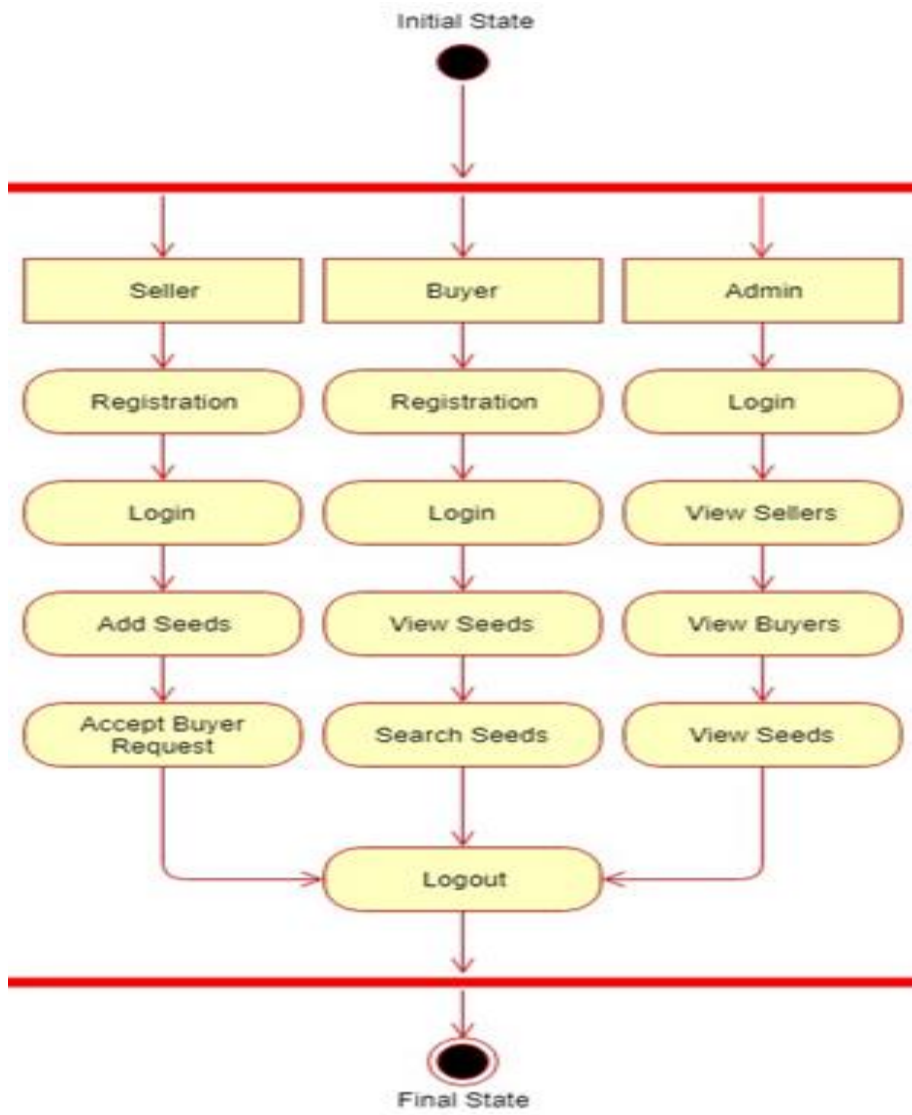 Initial State
Seller
Buyer
Admin
Registration
Registration
Login
Login
Login
View Sellers
Add Seeds
View Seeds
View Buyers
Accept Buyer
Request
Search Seeds
View Seeds
Logout
Final State